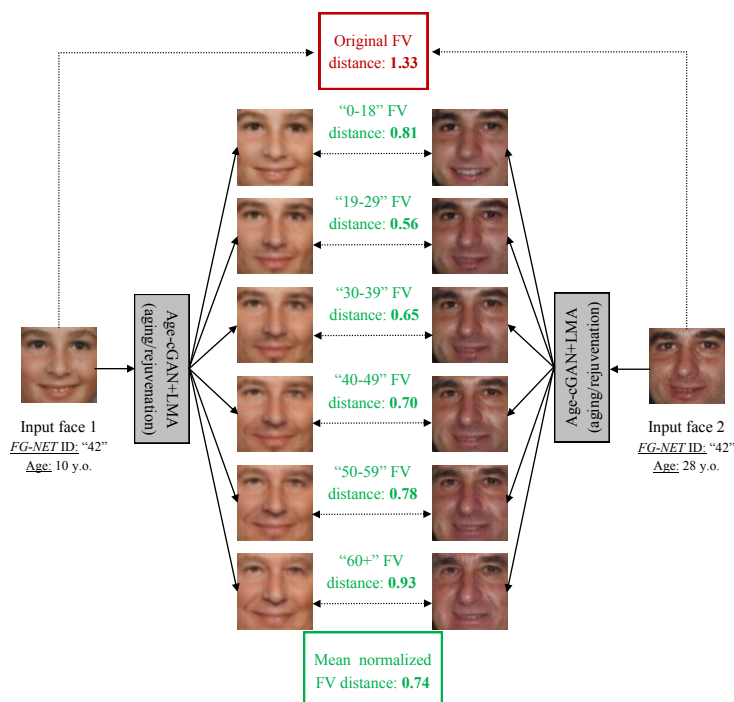 Original FV
distance: 1.33
“0-18” FV
distance: 0.81
“19-29” FV
distance: 0.56
“30-39” FV
distance: 0.65
“40-49” FV
distance: 0.70
“50-59” FV
distance: 0.78
“60+” FV
distance: 0.93
Mean normalized
FV distance: 0.74
Age-cGAN+LMA
(aging/rejuvenation)
Age-cGAN+LMA
(aging/rejuvenation)
Input face 1
FG-NET ID: “42”
Age: 10 y.o.
Input face 2
FG-NET ID: “42”
Age: 28 y.o.